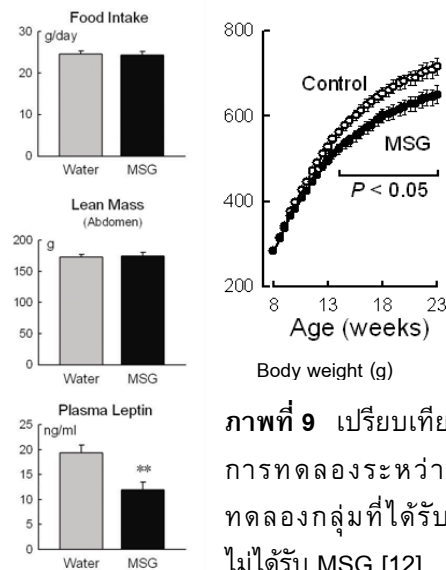 Food Intake
g/day
30
20
10
0
Water MSG
Lean Mass
(Abdomen)
200
g
150
100
50
0
Water MSG
Plasma Leptin
25
ng/ml
20
15
10
5
0
**
Water MSG
800
600
400
200
Control
MSG
P < 0.05
8 13 18 23
Age (weeks)
Body weight (g)
ภาพที่ 9 เปรียบเที
การทดลองระหว่า
ทดลองกลุ่มที่ได้รับ
ไม่ได้รับ MSG [12]